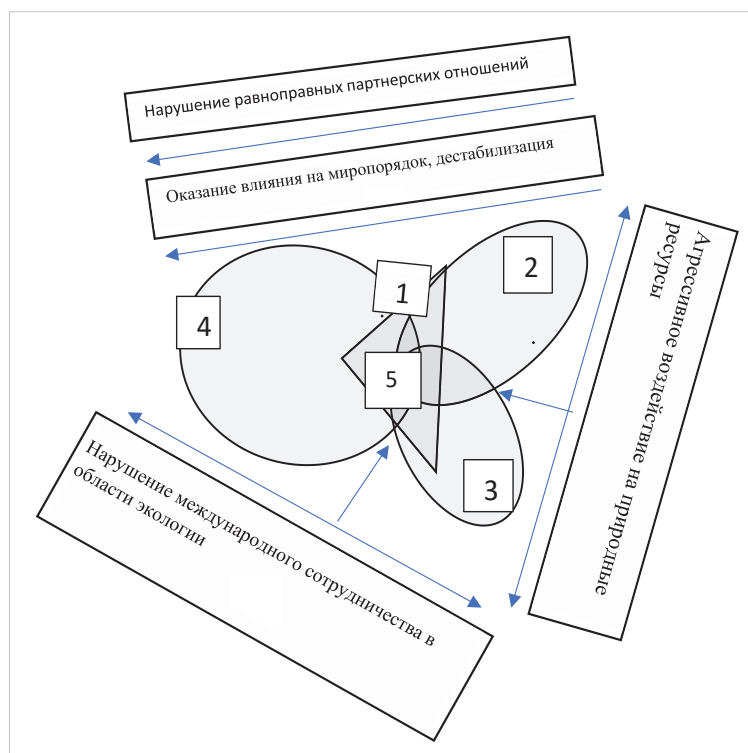 Нарушение равноправных партнерских отношений
Оказание влияния на миропорядок, дестабилизация
Агрессивное воздействие на природные
ресурсы
1
2
4
5
3
Нарушение международного сотрудничества в
области экологии